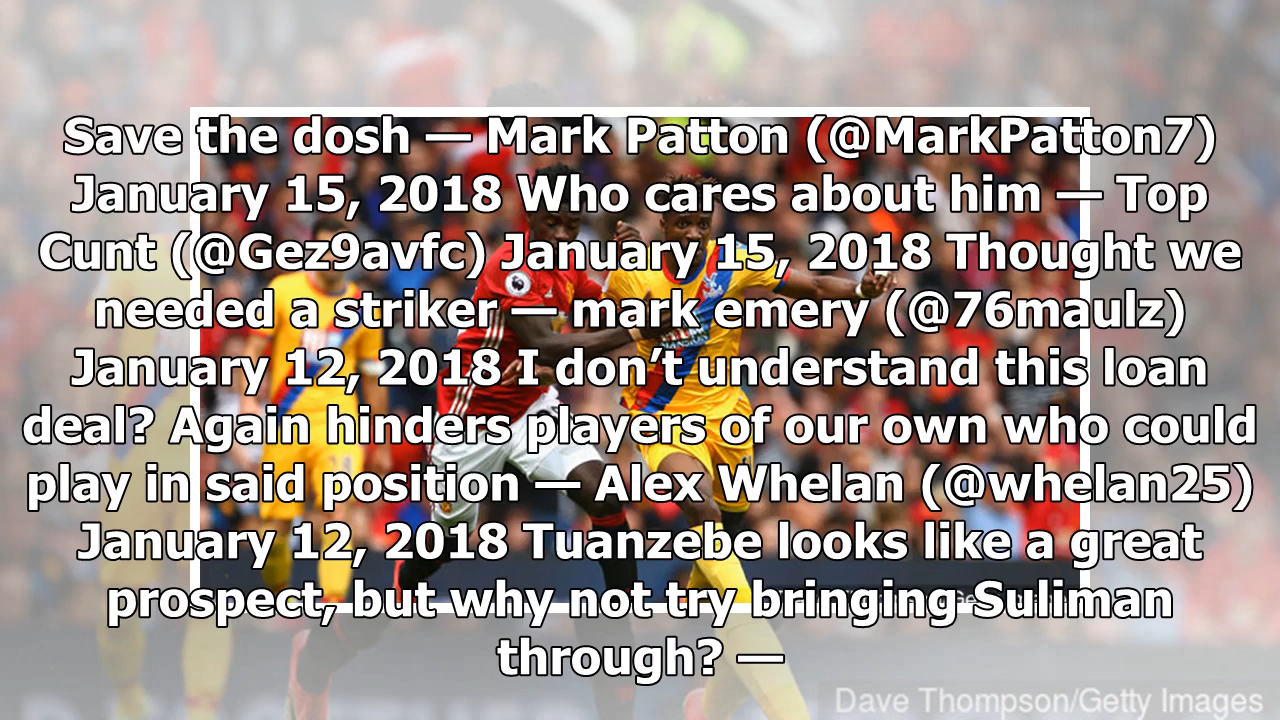 Save the dosh — Mark Patton (@MarkPatton7)
January 15, 2018 Who cares about him — Top
Cunt (@Gez9avfc) January 15, 2018 Thought we
needed a striker — mark emery (@76maulz)
January 12, 2018 I don’t understand this loan
deal? Again hinders players of our own who could
play in said position — Alex Whelan (@whelan25)
January 12, 2018 Tuanzebe looks like a great
prospect, but why not try bringing Suliman
through? —
Dave Thompson/Getty Images